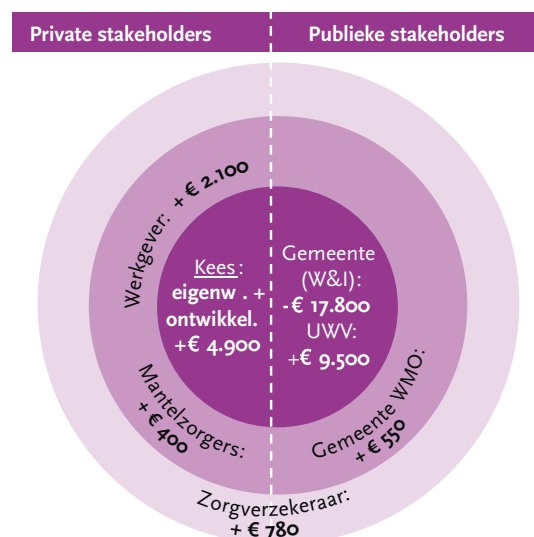 Private stakeholders
Publieke stakeholders
Werkgever: + € 2.100
Kees:
eigenw . +
ontwikkel.
+€ 4.900
Gemeente
(W&I):
- € 17.800
UWV:
+€ 9.500
Mantelzorgers:
+ € 400
Gemeente WMO:
+ € 550
Zorgverzekeraar:
+ € 780